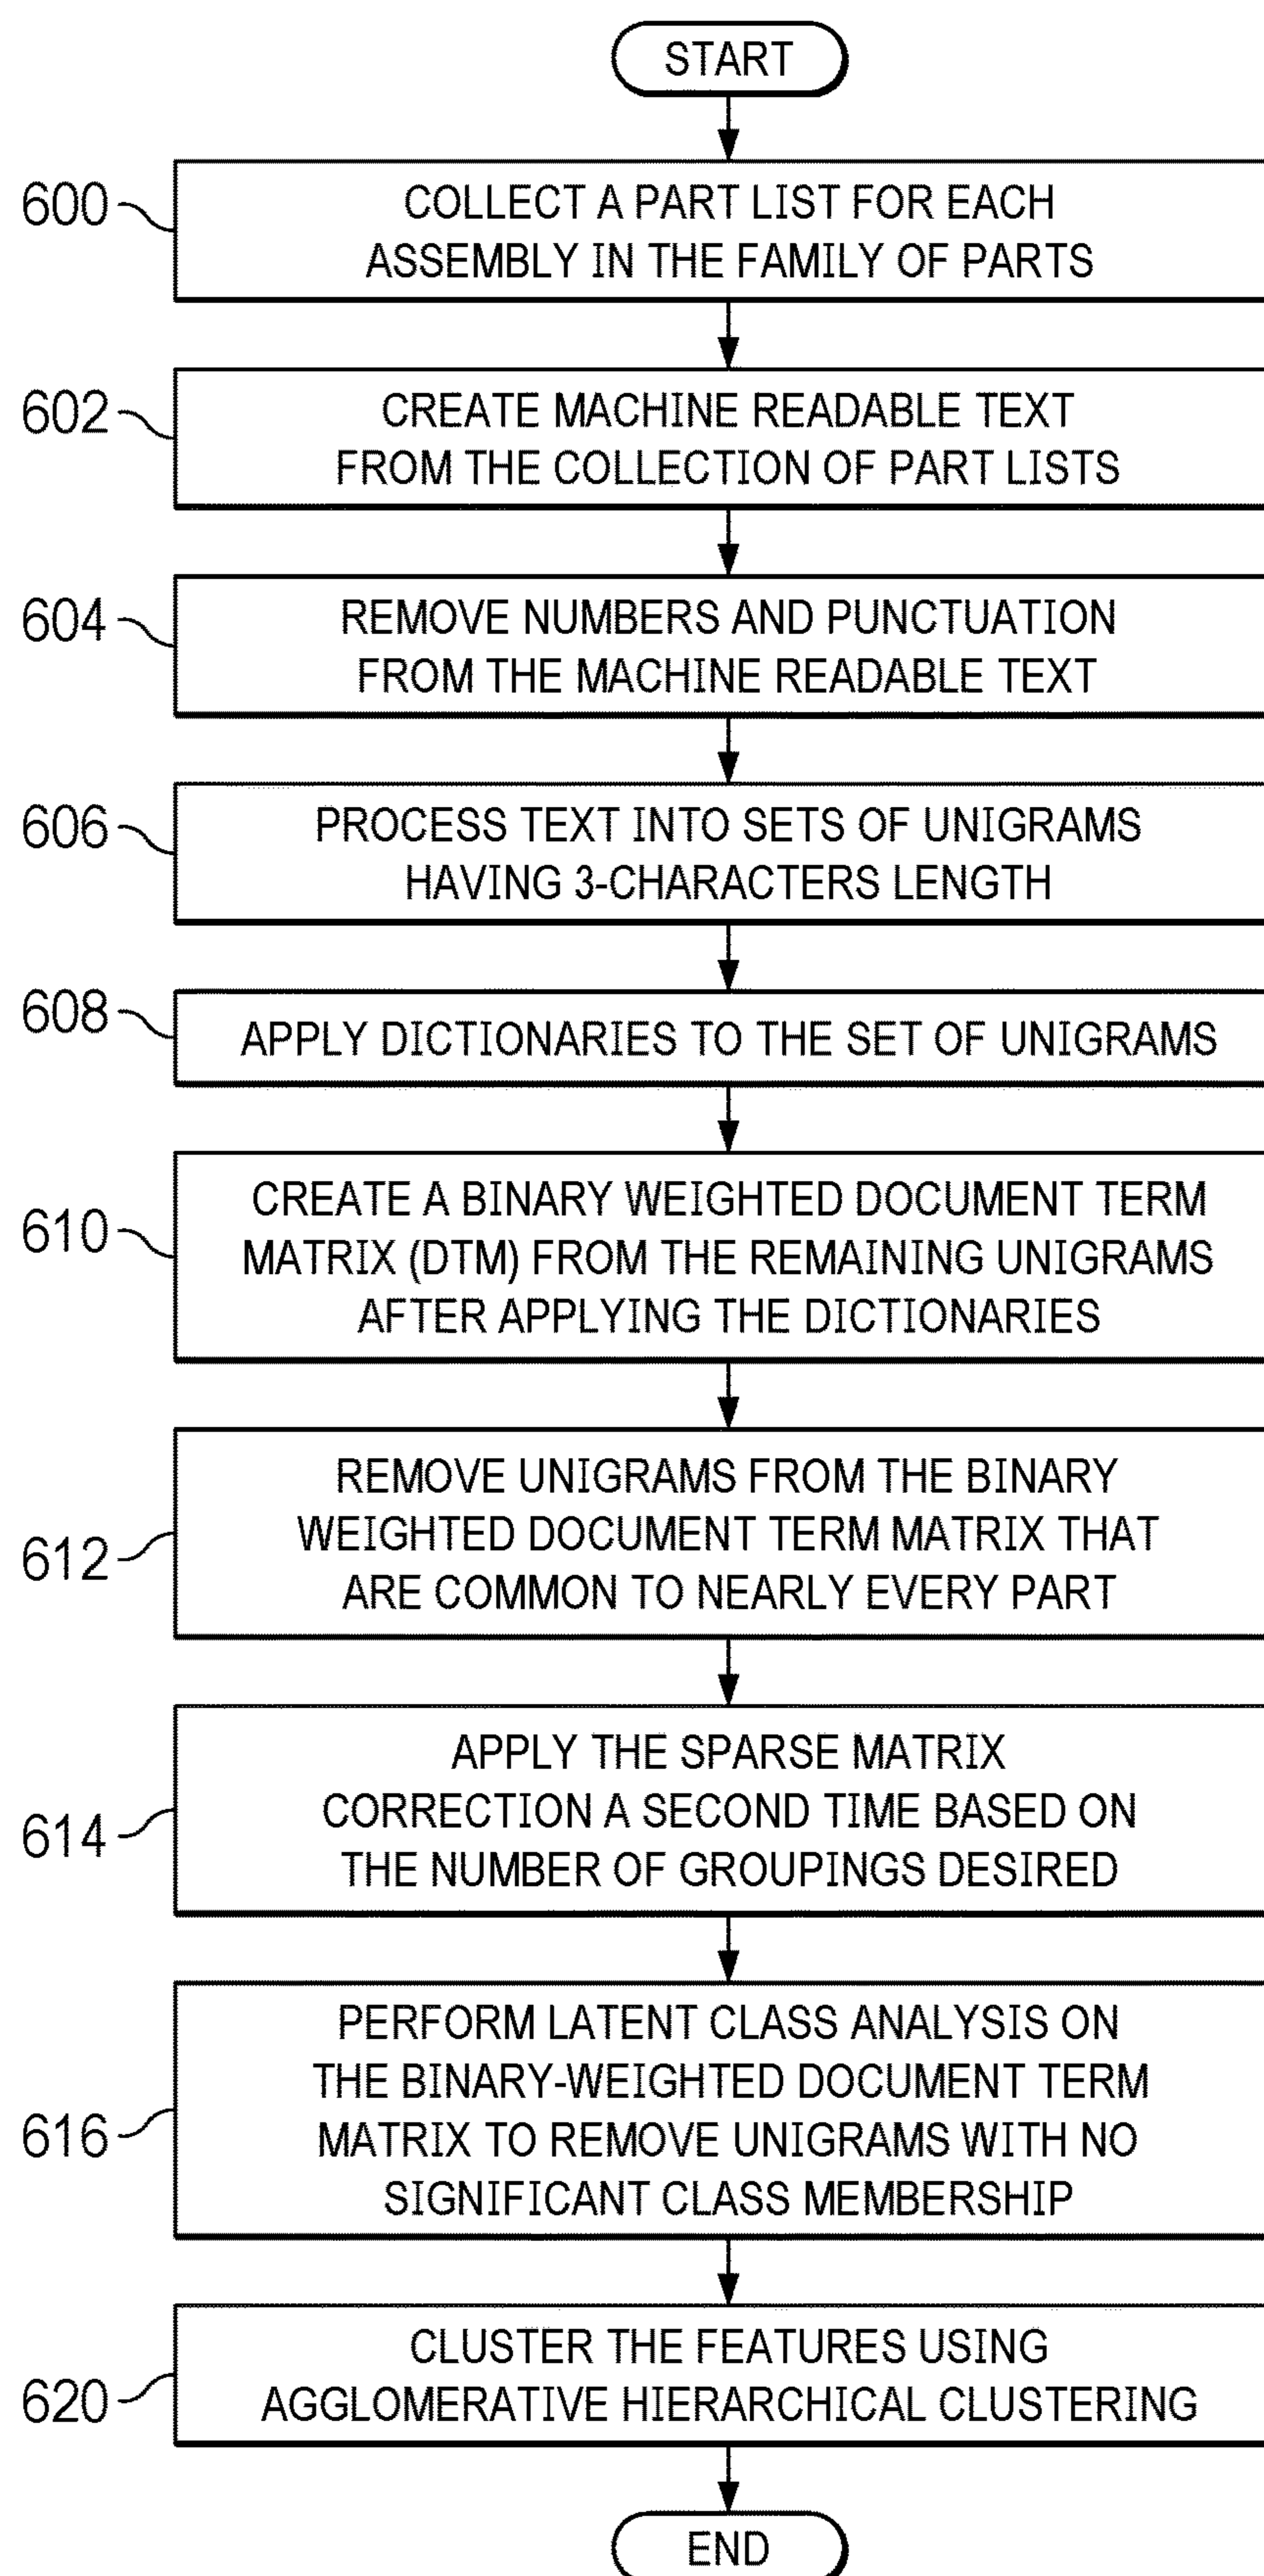 START
600
COLLECT A PART LIST FOR EACH
ASSEMBLY IN THE FAMILY OF PARTS
602
CREATE MACHINE READABLE TEXT
FROM THE COLLECTION OF PART LISTS
604
REMOVE NUMBERS AND PUNCTUATION
FROM THE MACHINE READABLE TEXT
606
PROCESS TEXT INTO SETS OF UNIGRAMS
HAVING 3-CHARACTERS LENGTH
608
APPLY DICTIONARIES TO THE SET OF UNIGRAMS
610
CREATE A BINARY WEIGHTED DOCUMENT TERM
MATRIX (DTM) FROM THE REMAINING UNIGRAMS
AFTER APPLYING THE DICTIONARIES
612
REMOVE UNIGRAMS FROM THE BINARY
WEIGHTED DOCUMENT TERM MATRIX THAT
ARE COMMON TO NEARLY EVERY PART
614
APPLY THE SPARSE MATRIX
CORRECTION A SECOND TIME BASED ON
THE NUMBER OF GROUPINGS DESIRED
616
PERFORM LATENT CLASS ANALYSIS ON
THE BINARY-WEIGHTED DOCUMENT TERM
MATRIX TO REMOVE UNIGRAMS WITH NO
SIGNIFICANT CLASS MEMBERSHIP
620
CLUSTER THE FEATURES USING
AGGLOMERATIVE HIERARCHICAL CLUSTERING
END